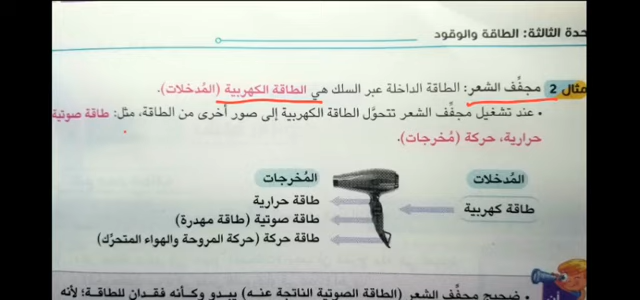 حدة الثالثة: الطاقة والوقود
مثال 2 مجفِّف الشعر: الطاقة الداخلة عبر السلك هي الطاقة الكهربية (المُدخلات).
• عند تشغيل مجفِّف الشعر تتحوَّل الطاقة الكهربية إلى صور أخرى من الطاقة، مثل: طاقة صوتية
حرارية، حركة (مُخرجات).
المُدخلات
المُخرجات
طاقة كهربية
طاقة حرارية
طاقة صوتية (طاقة مهدرة)
طاقة حركة (حركة المروحة والهواء المتحرِّك)
• ضجيج مجفِّف الشعر (الطاقة الصوتية الناتجة عنه) يبدو وكأنه فقدان للطاقة؛ لأنه